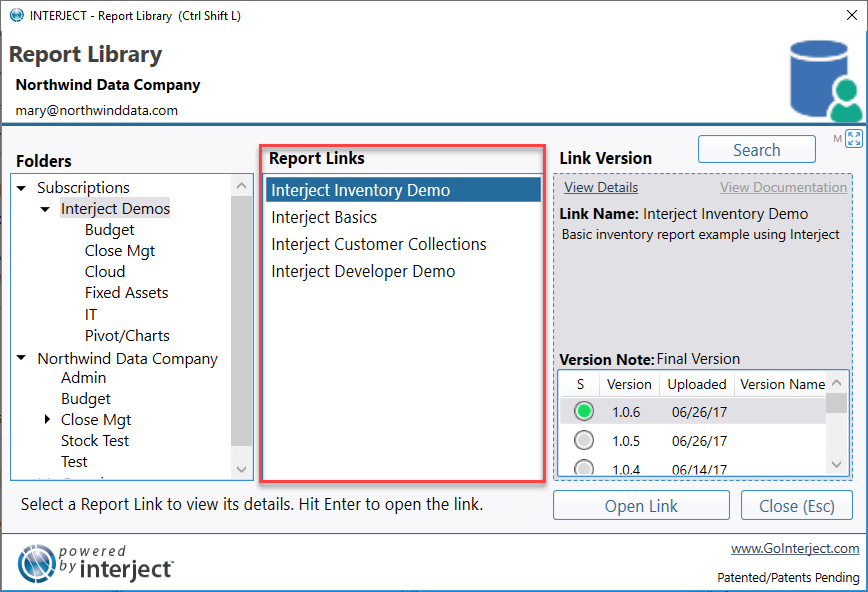 INTERJECT - Report Library (Ctrl Shift L)
Report Library
Northwind Data Company
mary@northwinddata.com
M
Folders
Subscriptions
Interject Demos
Budget
Close Mgt
Cloud
Fixed Assets
IT
Pivot/Charts
Northwind Data Company
Admin
Budget
Close Mgt
Stock Test
Test
Report Links
Interject Inventory Demo
Interject Basics
Interject Customer Collections
Interject Developer Demo
Link Version
Search
View Details View Documentation
Link Name: Interject Inventory Demo
Basic inventory report example using Interject
Version Note: Final Version
S Version Uploaded Version Name
1.0.6 06/26/17
1.0.5 06/26/17
1.0.4 06/14/17
Select a Report Link to view its details. Hit Enter to open the link.
Open Link Close (Esc)
powered
by interject
www.GoInterject.com
Patented/Patents Pending